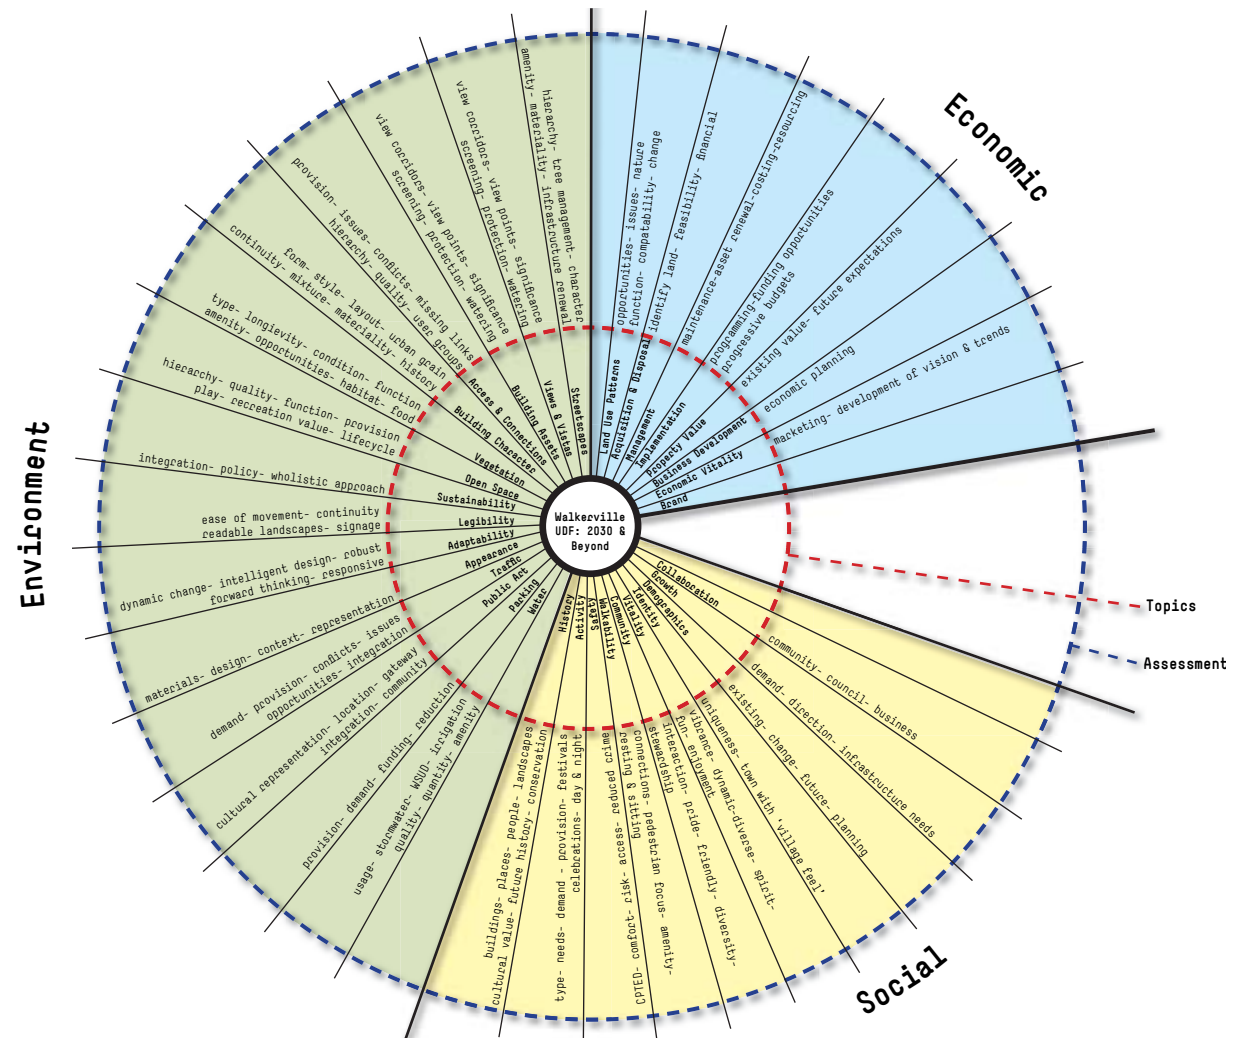 Economic
Environment
Social
Topics
Assessment
Walkerville
UDF: 2030 &
Beyond
Land Use Patterns
opportunities- issues- nature
function- compatability- change
Acquisition & Disposal
identify land- feasibility- financial
Management
maintenance-asset renewal-costing-resourcing
Implementation
programming-funding opportunities
progressive budgets
Property Value
existing value- future expectations
Business Development
economic planning
Economic Vitality
marketing- development of vision & trends
Brand
Collaboration
community- council- business
Growth
demand- direction- infrastructure needs
Demographics
existing- change- future- planning
Identity
uniqueness- town with 'village feel'
Vitality
vibrance- dynamic-diverse- spirit-
fun- enjoyment
Community
interaction- pride- friendly- diversity-
stewardship
Walkability
connections- pedestrian focus- amenity-
resting & sitting
Safety
CPTED- comfort- risk- access- reduced crime
Activity
type- needs- demand - provision- festivals
celebrations- day & night
History
buildings- places- people- landscapes
cultural value- future history- conservation
Water
usage- stormwater- WSUD- irrigation
quality- quantity- amenity
Parking
provision- demand- funding- reduction
Public Art
cultural representation- location- gateway
integration- community
Traffic
demand- provision- conflicts- issues
opportunities- integration
Appearance
materials- design- context- representation
Adaptability
dynamic change- intelligent design- robust
forward thinking- responsive
Legibility
ease of movement- continuity
readable landscapes- signage
Sustainability
integration- policy- wholistic approach
Open Space
hierarchy- quality- function- provision
play- recreation value- lifecycle
Vegetation
type- longievity- condition- function
amenity- opportunities- habitat- food
Building Character
form- style- layout- urban grain
continuity- mixture- materiality- history
Access & Connections
provision- issues- conflicts- missing links
hierarchy- quality- user groups
Building Assets
view corridors- view points- significance
screening- protection- watering
Views & Vistas
view corridors- view points- significance
screening- protection- watering
Streetscapes
hierarchy- tree management- character
amenity- materiality- infrastructure renewal